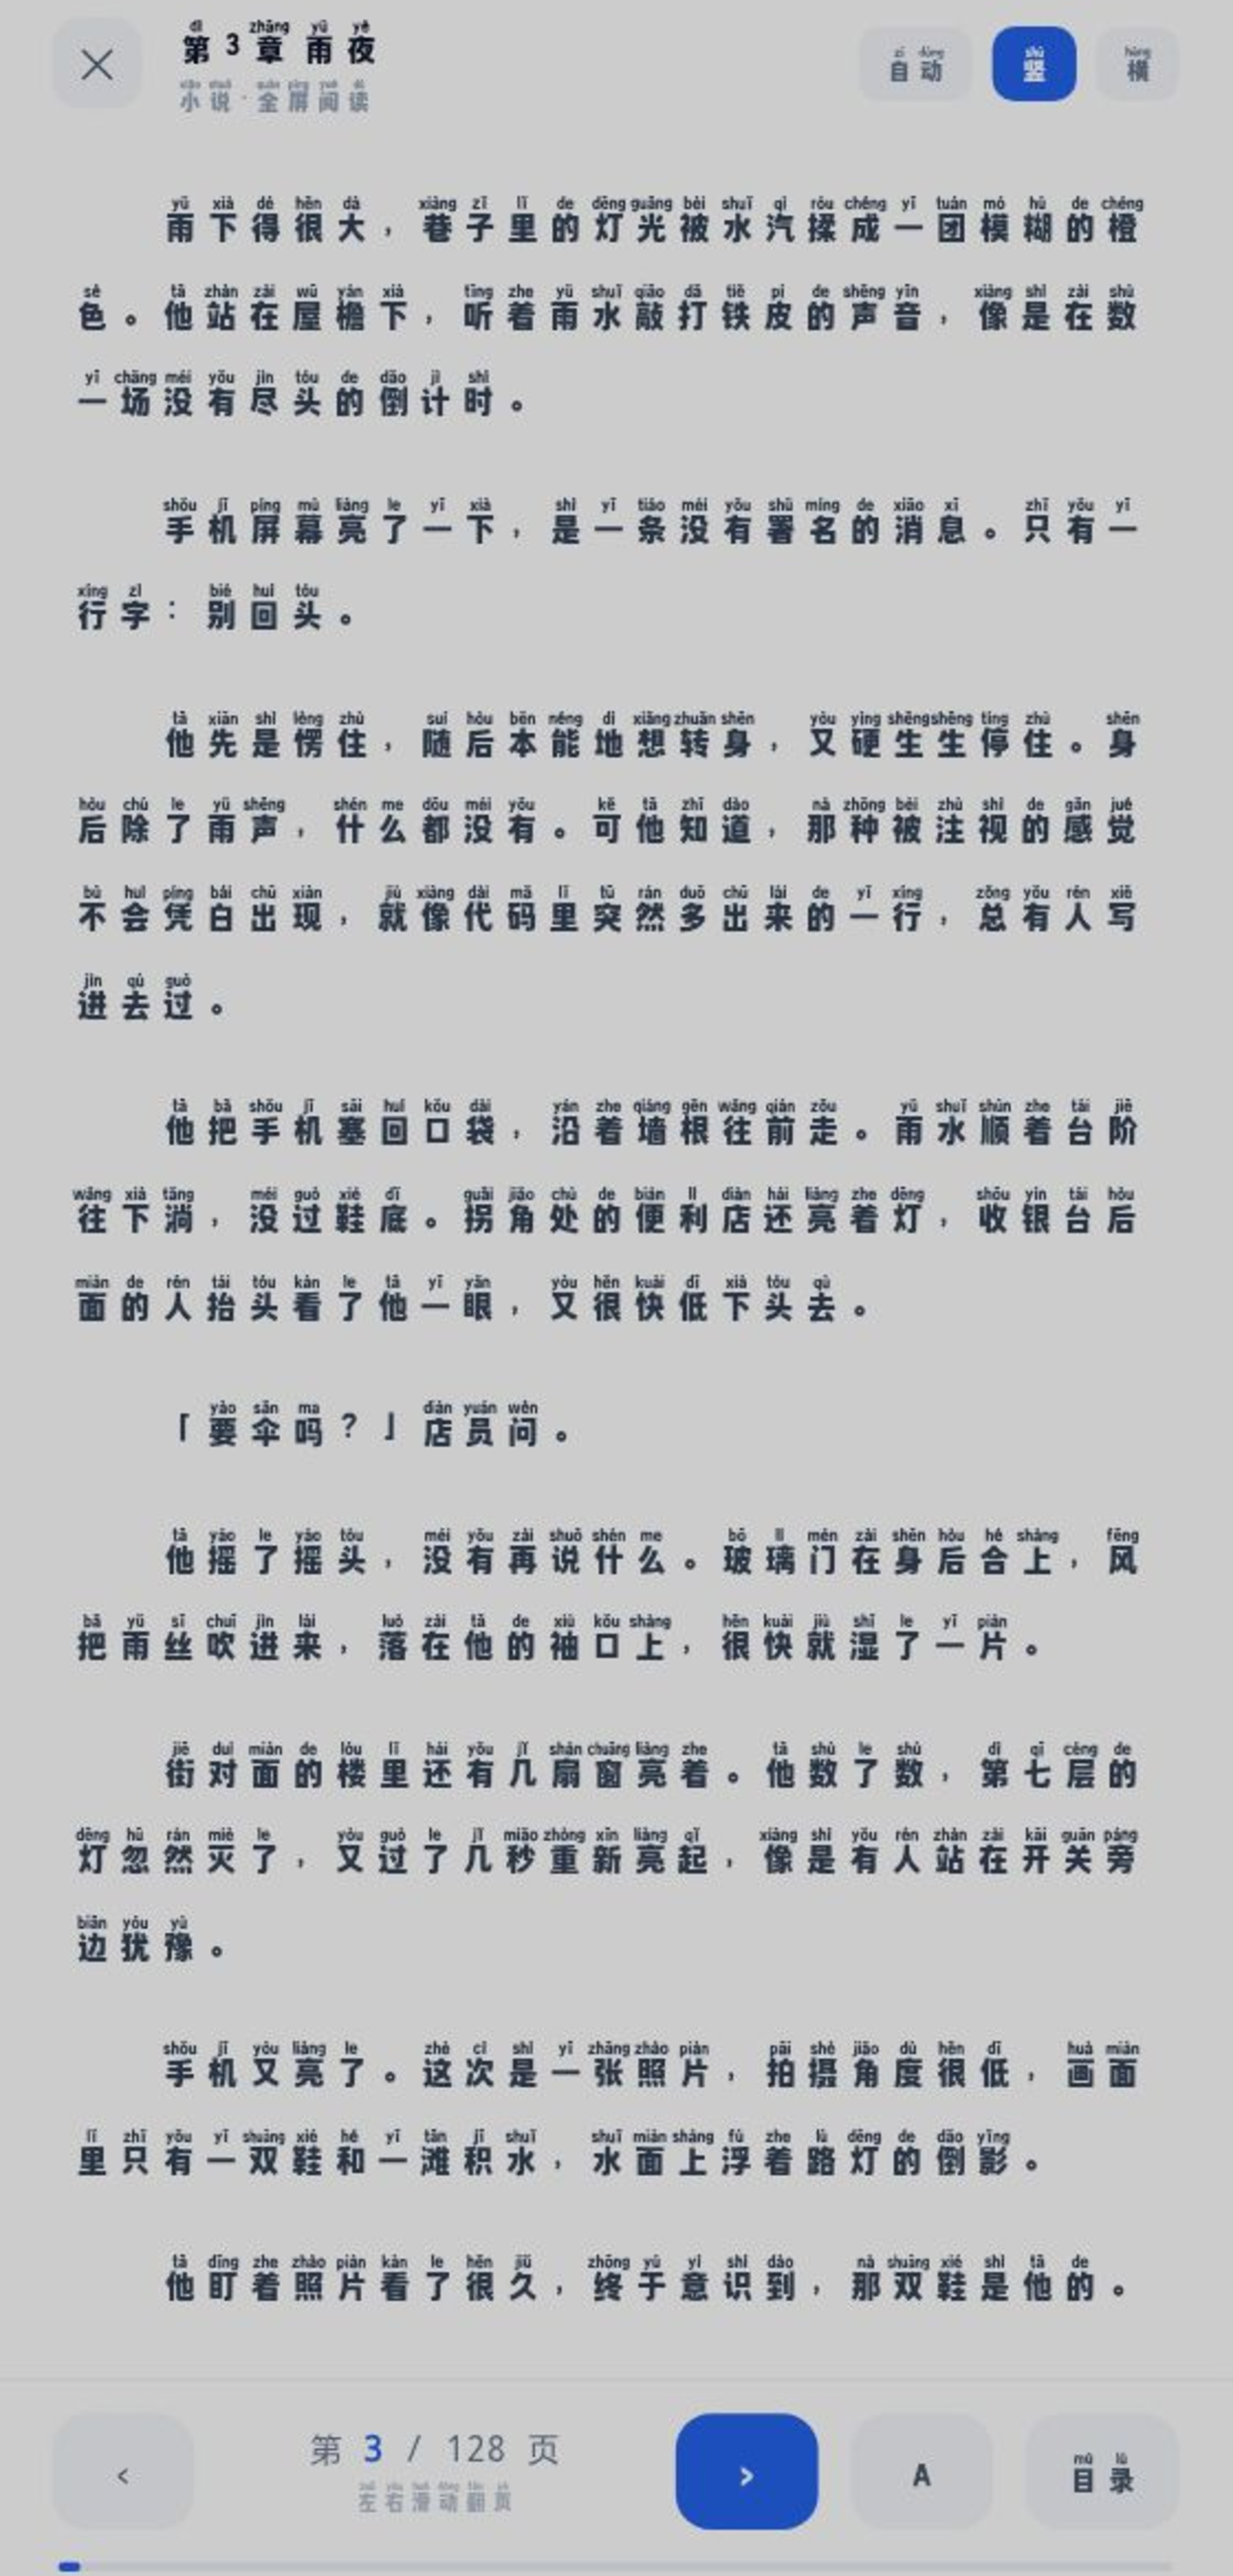 第3章雨夜
小说·全屏阅读
自动
竖
横
雨下得很大，巷子里的灯光被水汽揉成一团模糊的橙
色。他站在屋檐下，听着雨水敲打铁皮的声音，像是在数
一场没有尽头的倒计时。
手机屏幕亮了一下，是一条没有署名的消息。只有一
行字：别回头。
他先是愣住，随后本能地想转身，又硬生生停住。身
后除了雨声，什么都没有。可他知道，那种被注视的感觉
不会凭白出现，就像代码里突然多出来的一行，总有人写
进去过。
他把手机塞回口袋，沿着墙根往前走。雨水顺着台阶
往下淌，没过鞋底。拐角处的便利店还亮着灯，收银台后
面的人抬头看了他一眼，又很快低下头去。
「要伞吗？」店员问。
他摇了摇头，没有再说什么。玻璃门在身后合上，风
把雨丝吹进来，落在他的袖口上，很快就湿了一片。
街对面的楼里还有几扇窗亮着。他数了数，第七层的
灯忽然灭了，又过了几秒重新亮起，像是有人站在开关旁
边犹豫。
手机又亮了。这次是一张照片，拍摄角度很低，画面
里只有一双鞋和一滩积水，水面上浮着路灯的倒影。
他盯着照片看了很久，终于意识到，那双鞋是他的。
‹
第 3 / 128 页
左右滑动翻页
›
A
目录